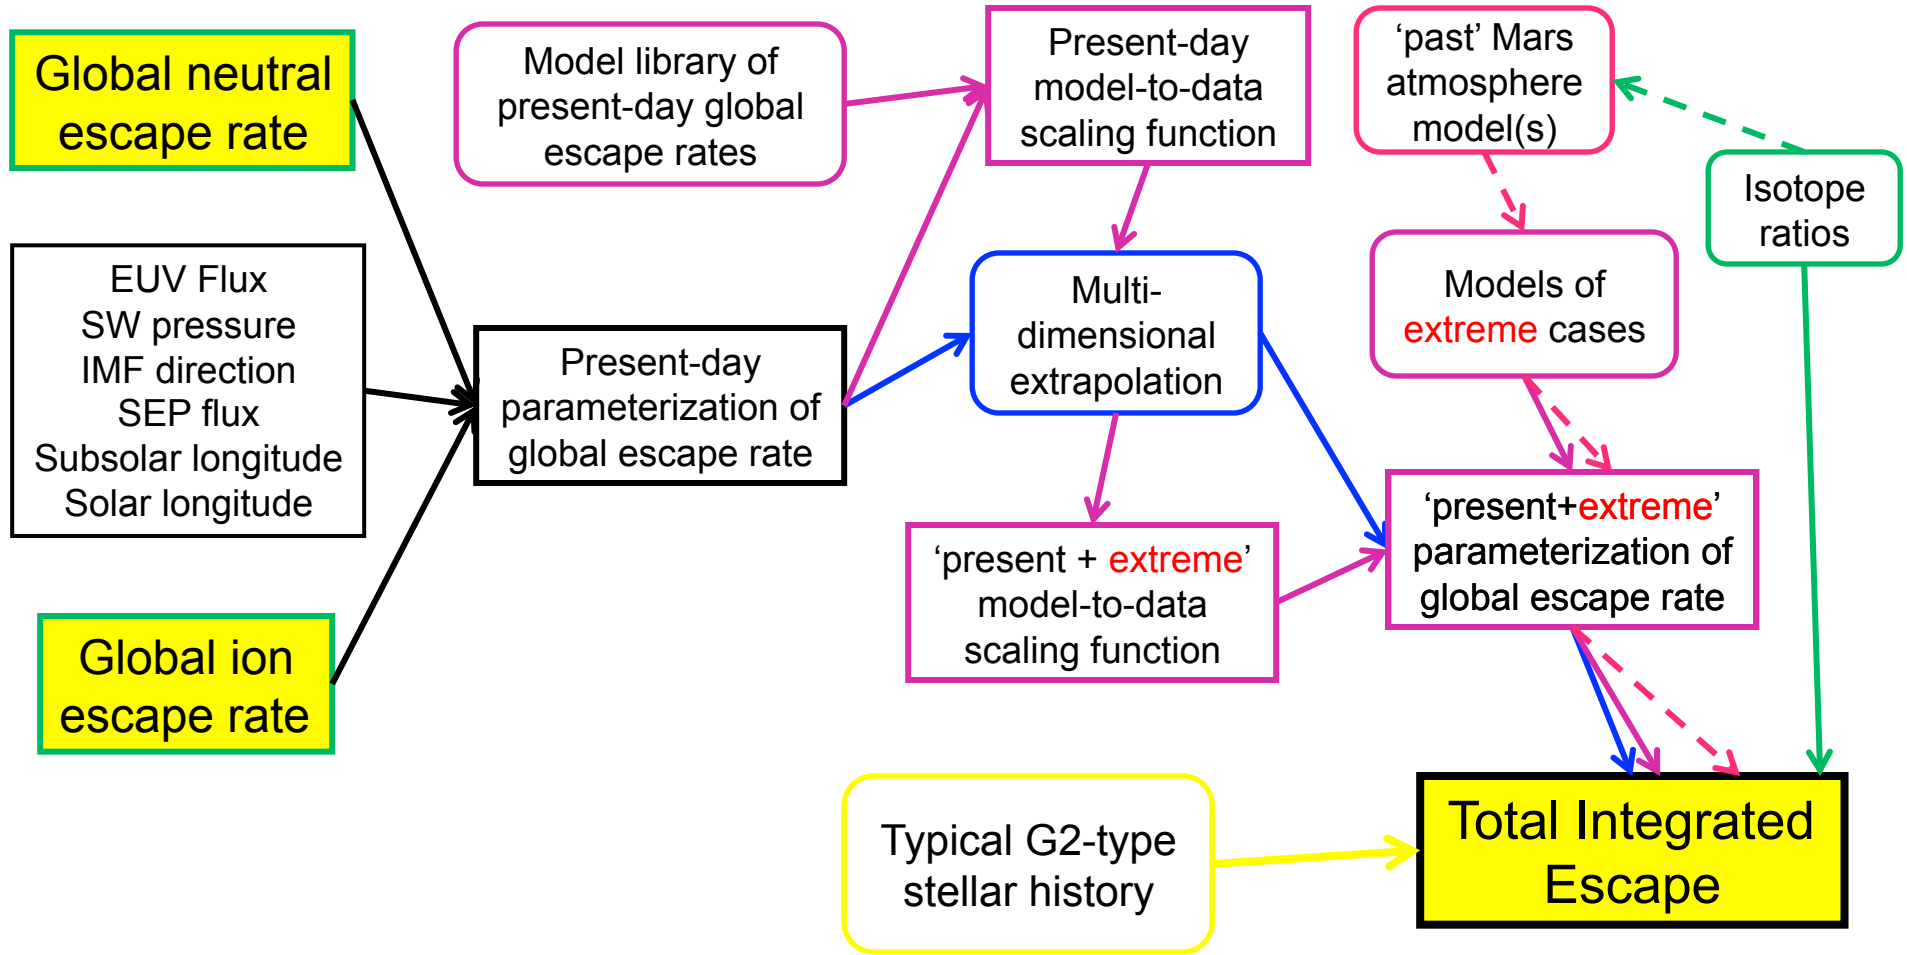 Global neutral
escape rate
EUV Flux
SW pressure
IMF direction
SEP flux
Subsolar longitude
Solar longitude
Global ion
escape rate
Model library of
present-day global
escape rates
Present-day
parameterization of
global escape rate
Present-day
model-to-data
scaling function
Multi-
dimensional
extrapolation
‘present + extreme’
model-to-data
scaling function
Typical G2-type
stellar history
‘past’ Mars
atmosphere
model(s)
Models of
extreme cases
‘present+extreme’
parameterization of
global escape rate
Isotope
ratios
Total Integrated
Escape